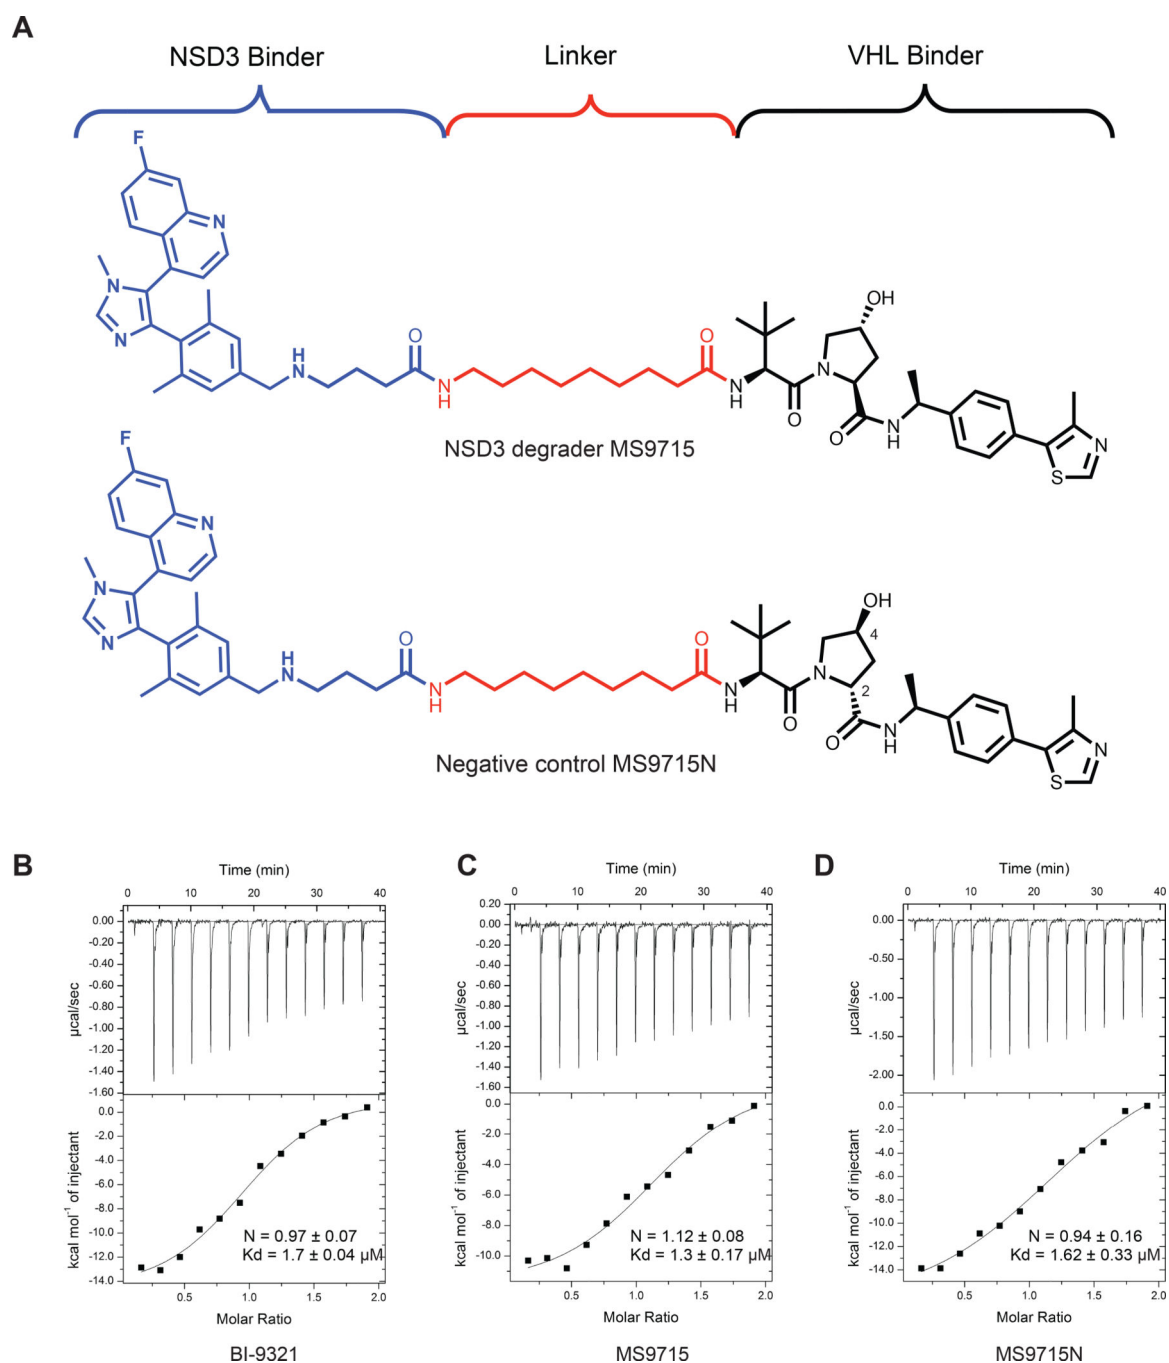 A
NSD3 Binder Linker VHL Binder
F
N
N
N
H
N
O
N
H
O
N
H
O
N
OH
O
N
H
S
N
NSD3 degrader MS9715
F
N
N
N
H
N
O
N
H
O
N
H
O
N
OH
4
2
O
N
H
S
N
Negative control MS9715N
B
Time (min)
0 10 20 30 40
µcal/sec
0.00
-0.20
-0.40
-0.60
-0.80
-1.00
-1.20
-1.40
-1.60
kcal mol⁻¹ of injectant
0.0
-2.0
-4.0
-6.0
-8.0
-10.0
-12.0
-14.0
N = 0.97 ± 0.07
Kd = 1.7 ± 0.04 µM
0.5 1.0 1.5 2.0
Molar Ratio
BI-9321
C
Time (min)
0 10 20 30 40
µcal/sec
0.20
0.00
-0.20
-0.40
-0.60
-0.80
-1.00
-1.20
-1.40
-1.60
kcal mol⁻¹ of injectant
0.0
-2.0
-4.0
-6.0
-8.0
-10.0
N = 1.12 ± 0.08
Kd = 1.3 ± 0.17 µM
0.5 1.0 1.5 2.0
Molar Ratio
MS9715
D
Time (min)
0 10 20 30 40
µcal/sec
0.00
-0.50
-1.00
-1.50
-2.00
kcal mol⁻¹ of injectant
0.0
-2.0
-4.0
-6.0
-8.0
-10.0
-12.0
-14.0
N = 0.94 ± 0.16
Kd = 1.62 ± 0.33 µM
0.5 1.0 1.5 2.0
Molar Ratio
MS9715N